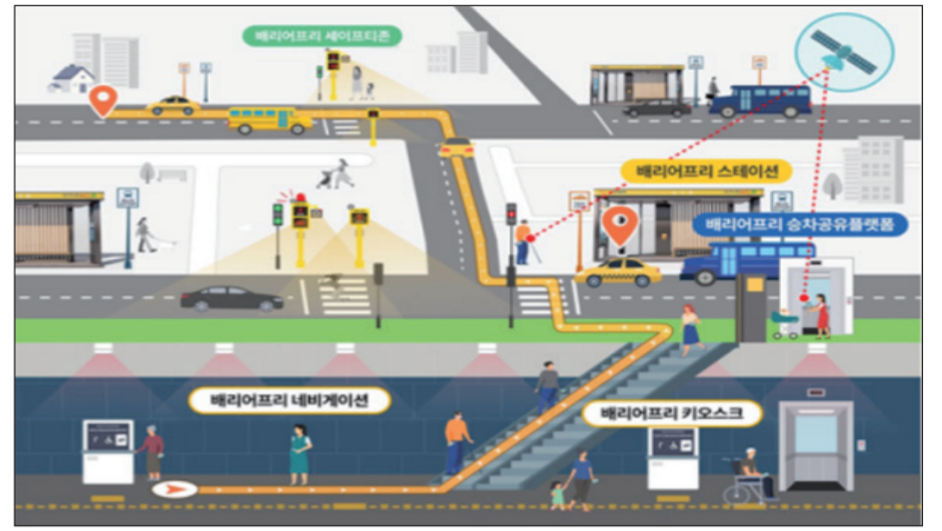 배리어프리 세이프티존
배리어프리 스테이션
배리어프리 승차공유플랫폼
배리어프리 네비게이션
배리어프리 키오스크